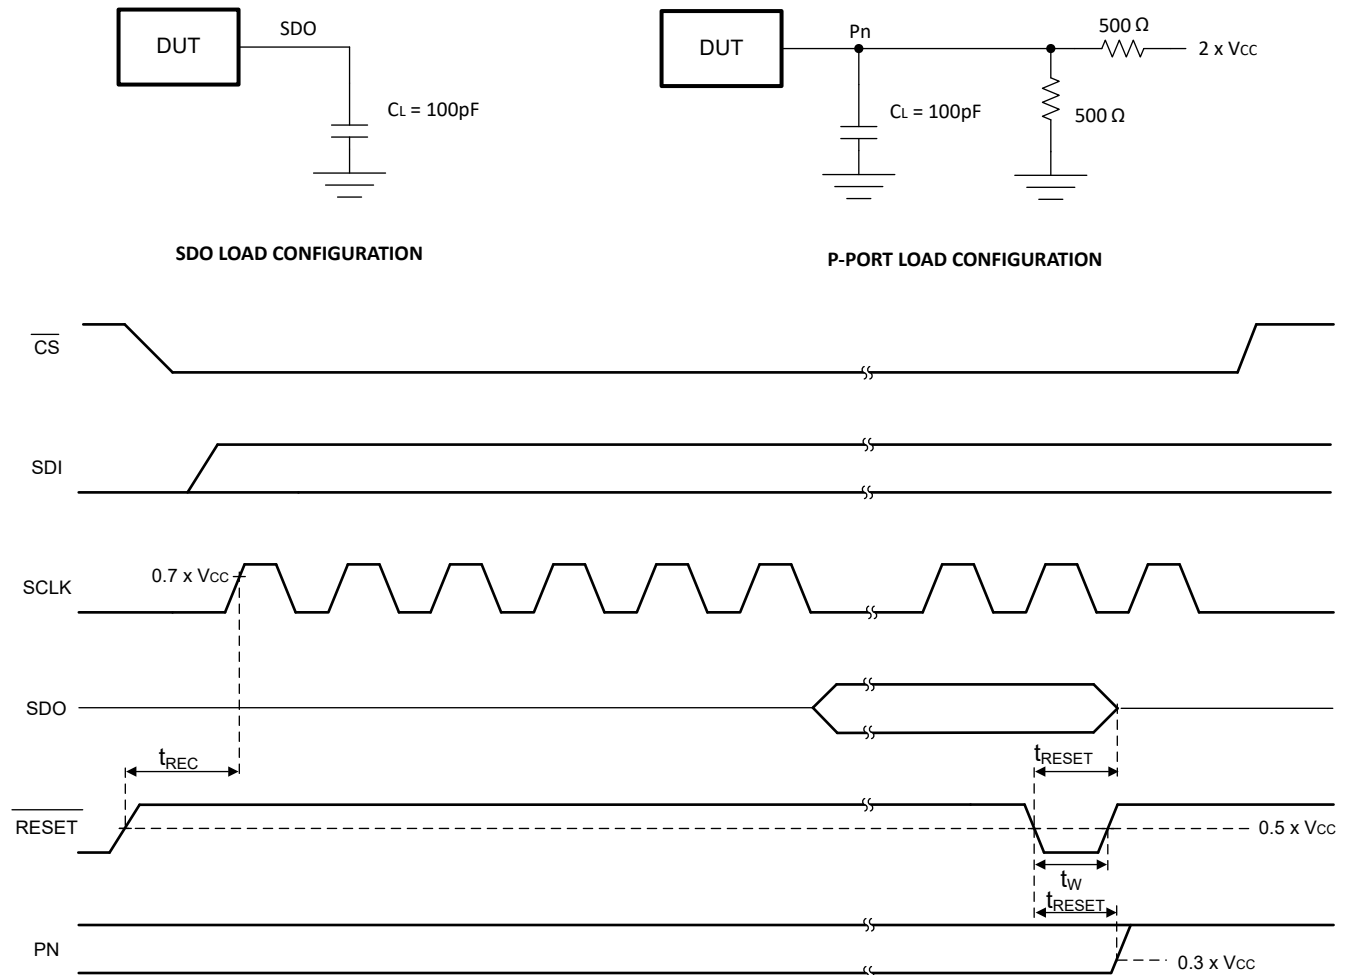 DUT
SDO
CL = 100pF
SDO LOAD CONFIGURATION
DUT
Pn
500 Ω
2 x Vcc
CL = 100pF
500 Ω
P-PORT LOAD CONFIGURATION
CS
SDI
SCLK
0.7 x Vcc
SDO
tREC
tRESET
RESET
0.5 x Vcc
tW
tRESET
PN
0.3 x Vcc